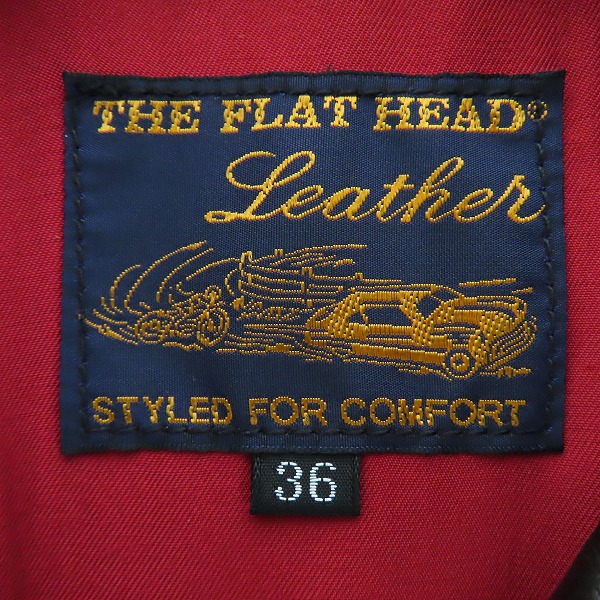 THE FLAT HEAD®
Leather
STYLED FOR COMFORT
36